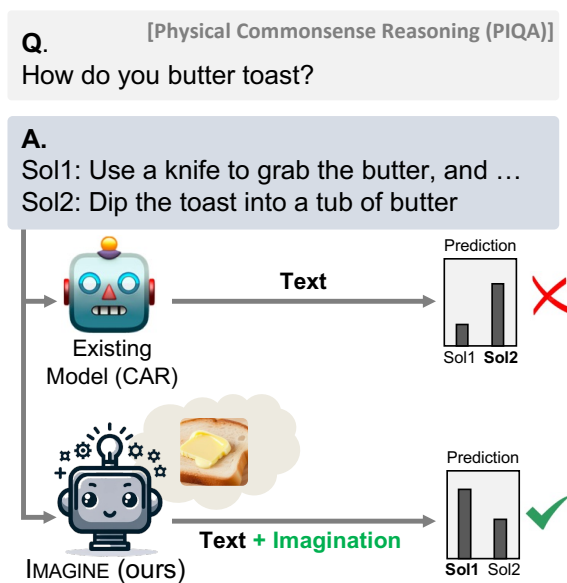 [Physical Commonsense Reasoning (PIQA)]
Q.
How do you butter toast?
A.
Sol1: Use a knife to grab the butter, and …
Sol2: Dip the toast into a tub of butter
Existing
Model (CAR)
Text
Prediction
Sol1 Sol2
IMAGINE (ours)
Text + Imagination
Prediction
Sol1 Sol2